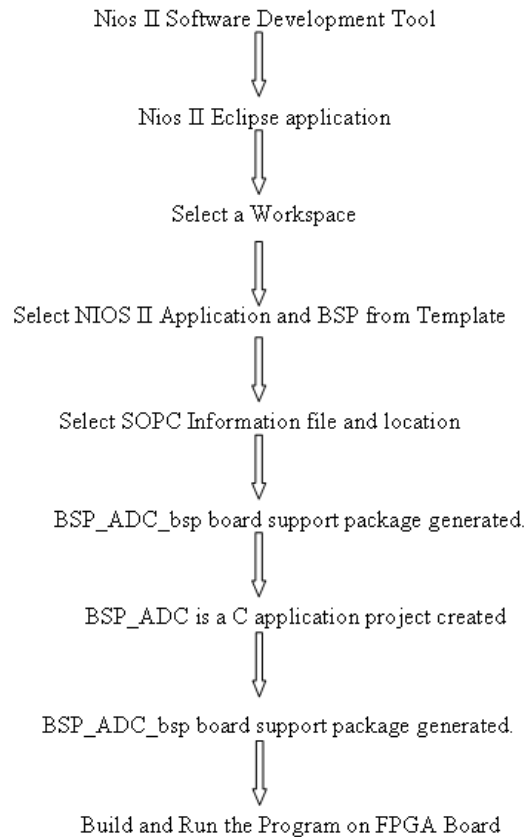 Nios II Software Development Tool
Nios II Eclipse application
Select a Workspace
Select NIOS II Application and BSP from Template
Select SOPC Information file and location
BSP_ADC_bsp board support package generated.
BSP_ADC is a C application project created
BSP_ADC_bsp board support package generated.
Build and Run the Program on FPGA Board